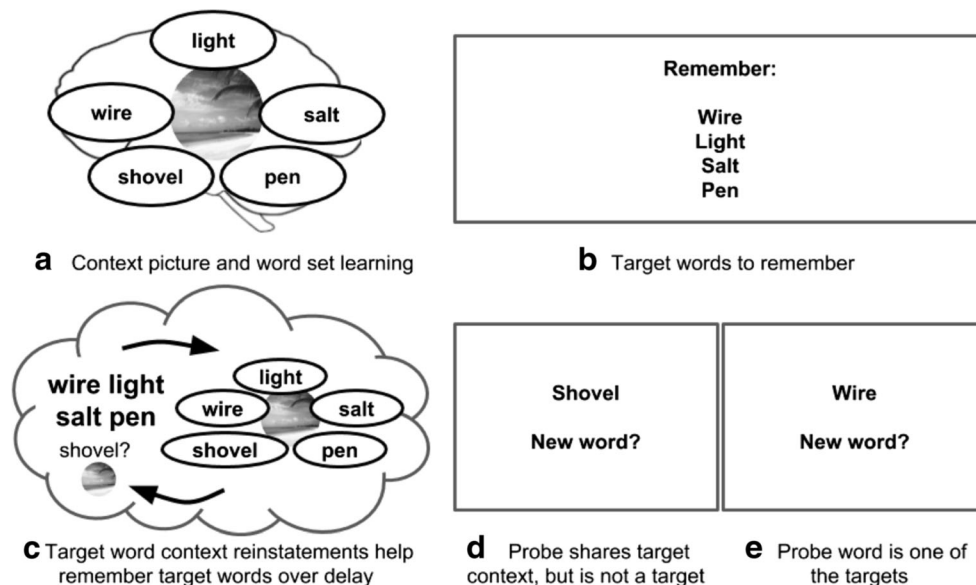 light
wire
salt
shovel
pen
a Context picture and word set learning
Remember:
Wire
Light
Salt
Pen
b Target words to remember
wire light
salt pen
shovel?
light
wire
salt
shovel
pen
c Target word context reinstatements help
remember target words over delay
Shovel
New word?
d Probe shares target
context, but is not a target
Wire
New word?
e Probe word is one of
the targets